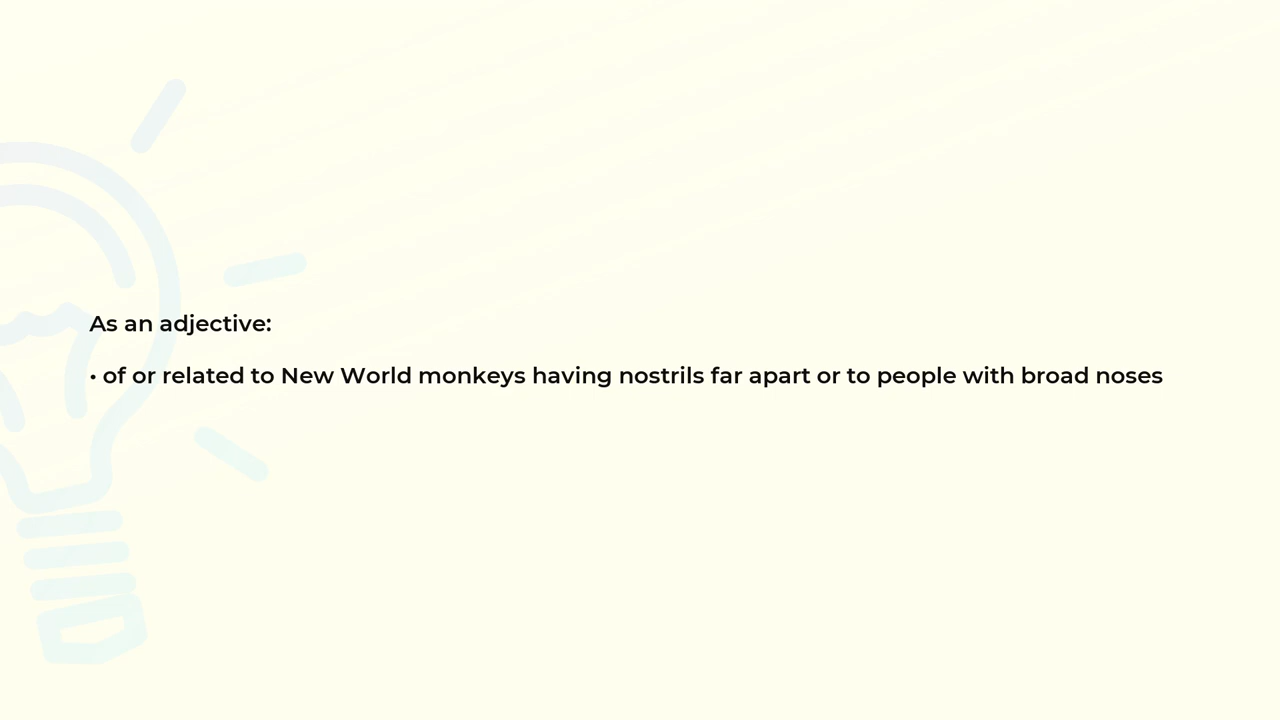 As an adjective:
• of or related to New World monkeys having nostrils far apart or to people with broad noses